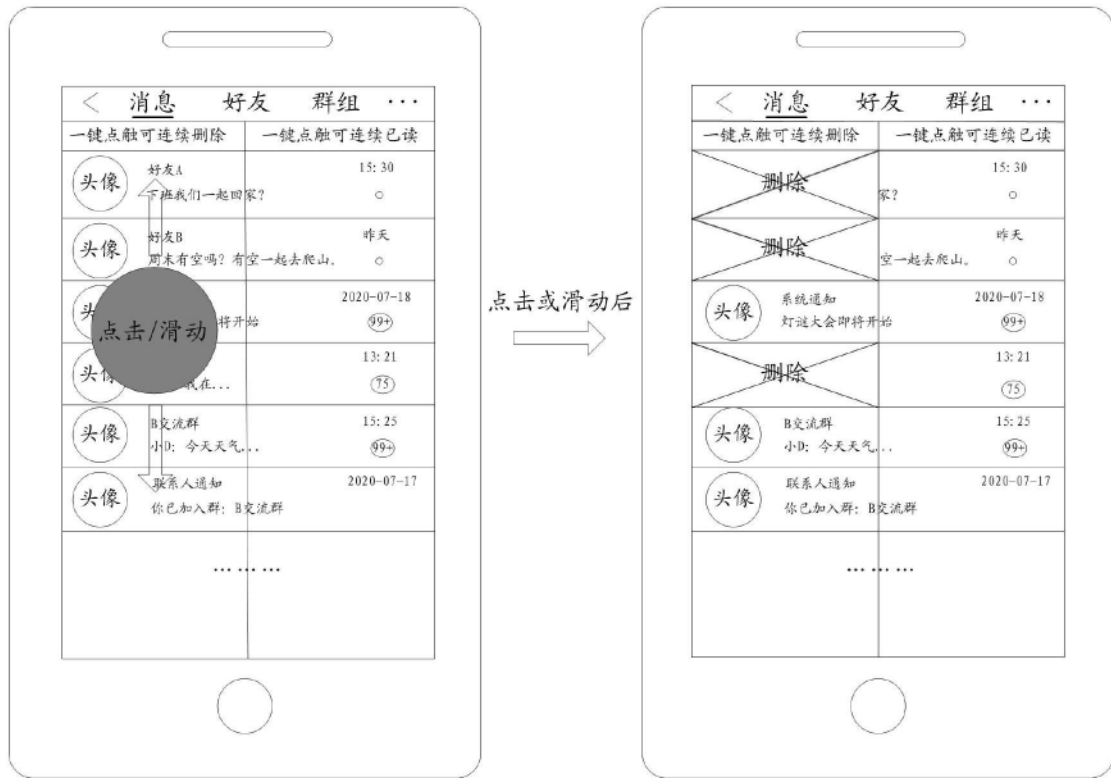 消息 好友 群组 ···
一键点触可连续删除 一键点触可连续已读
头像 好友A 15:30
下班我们一起回家?
头像 好友B 昨天
周末有空吗?有空一起去爬山。
头 2020-07-18
将开始 99+
点击/滑动
头 13:21
我在... 75
头像 B交流群 15:25
小D:今天天气... 99+
头像 联系人通知 2020-07-17
你已加入群:B交流群
………
点击或滑动后
消息 好友 群组 ···
一键点触可连续删除 一键点触可连续已读
删除 15:30
家?
删除 昨天
空一起去爬山。
头像 系统通知 2020-07-18
灯谜大会即将开始 99+
删除 13:21
75
头像 B交流群 15:25
小D:今天天气... 99+
头像 联系人通知 2020-07-17
你已加入群:B交流群
………